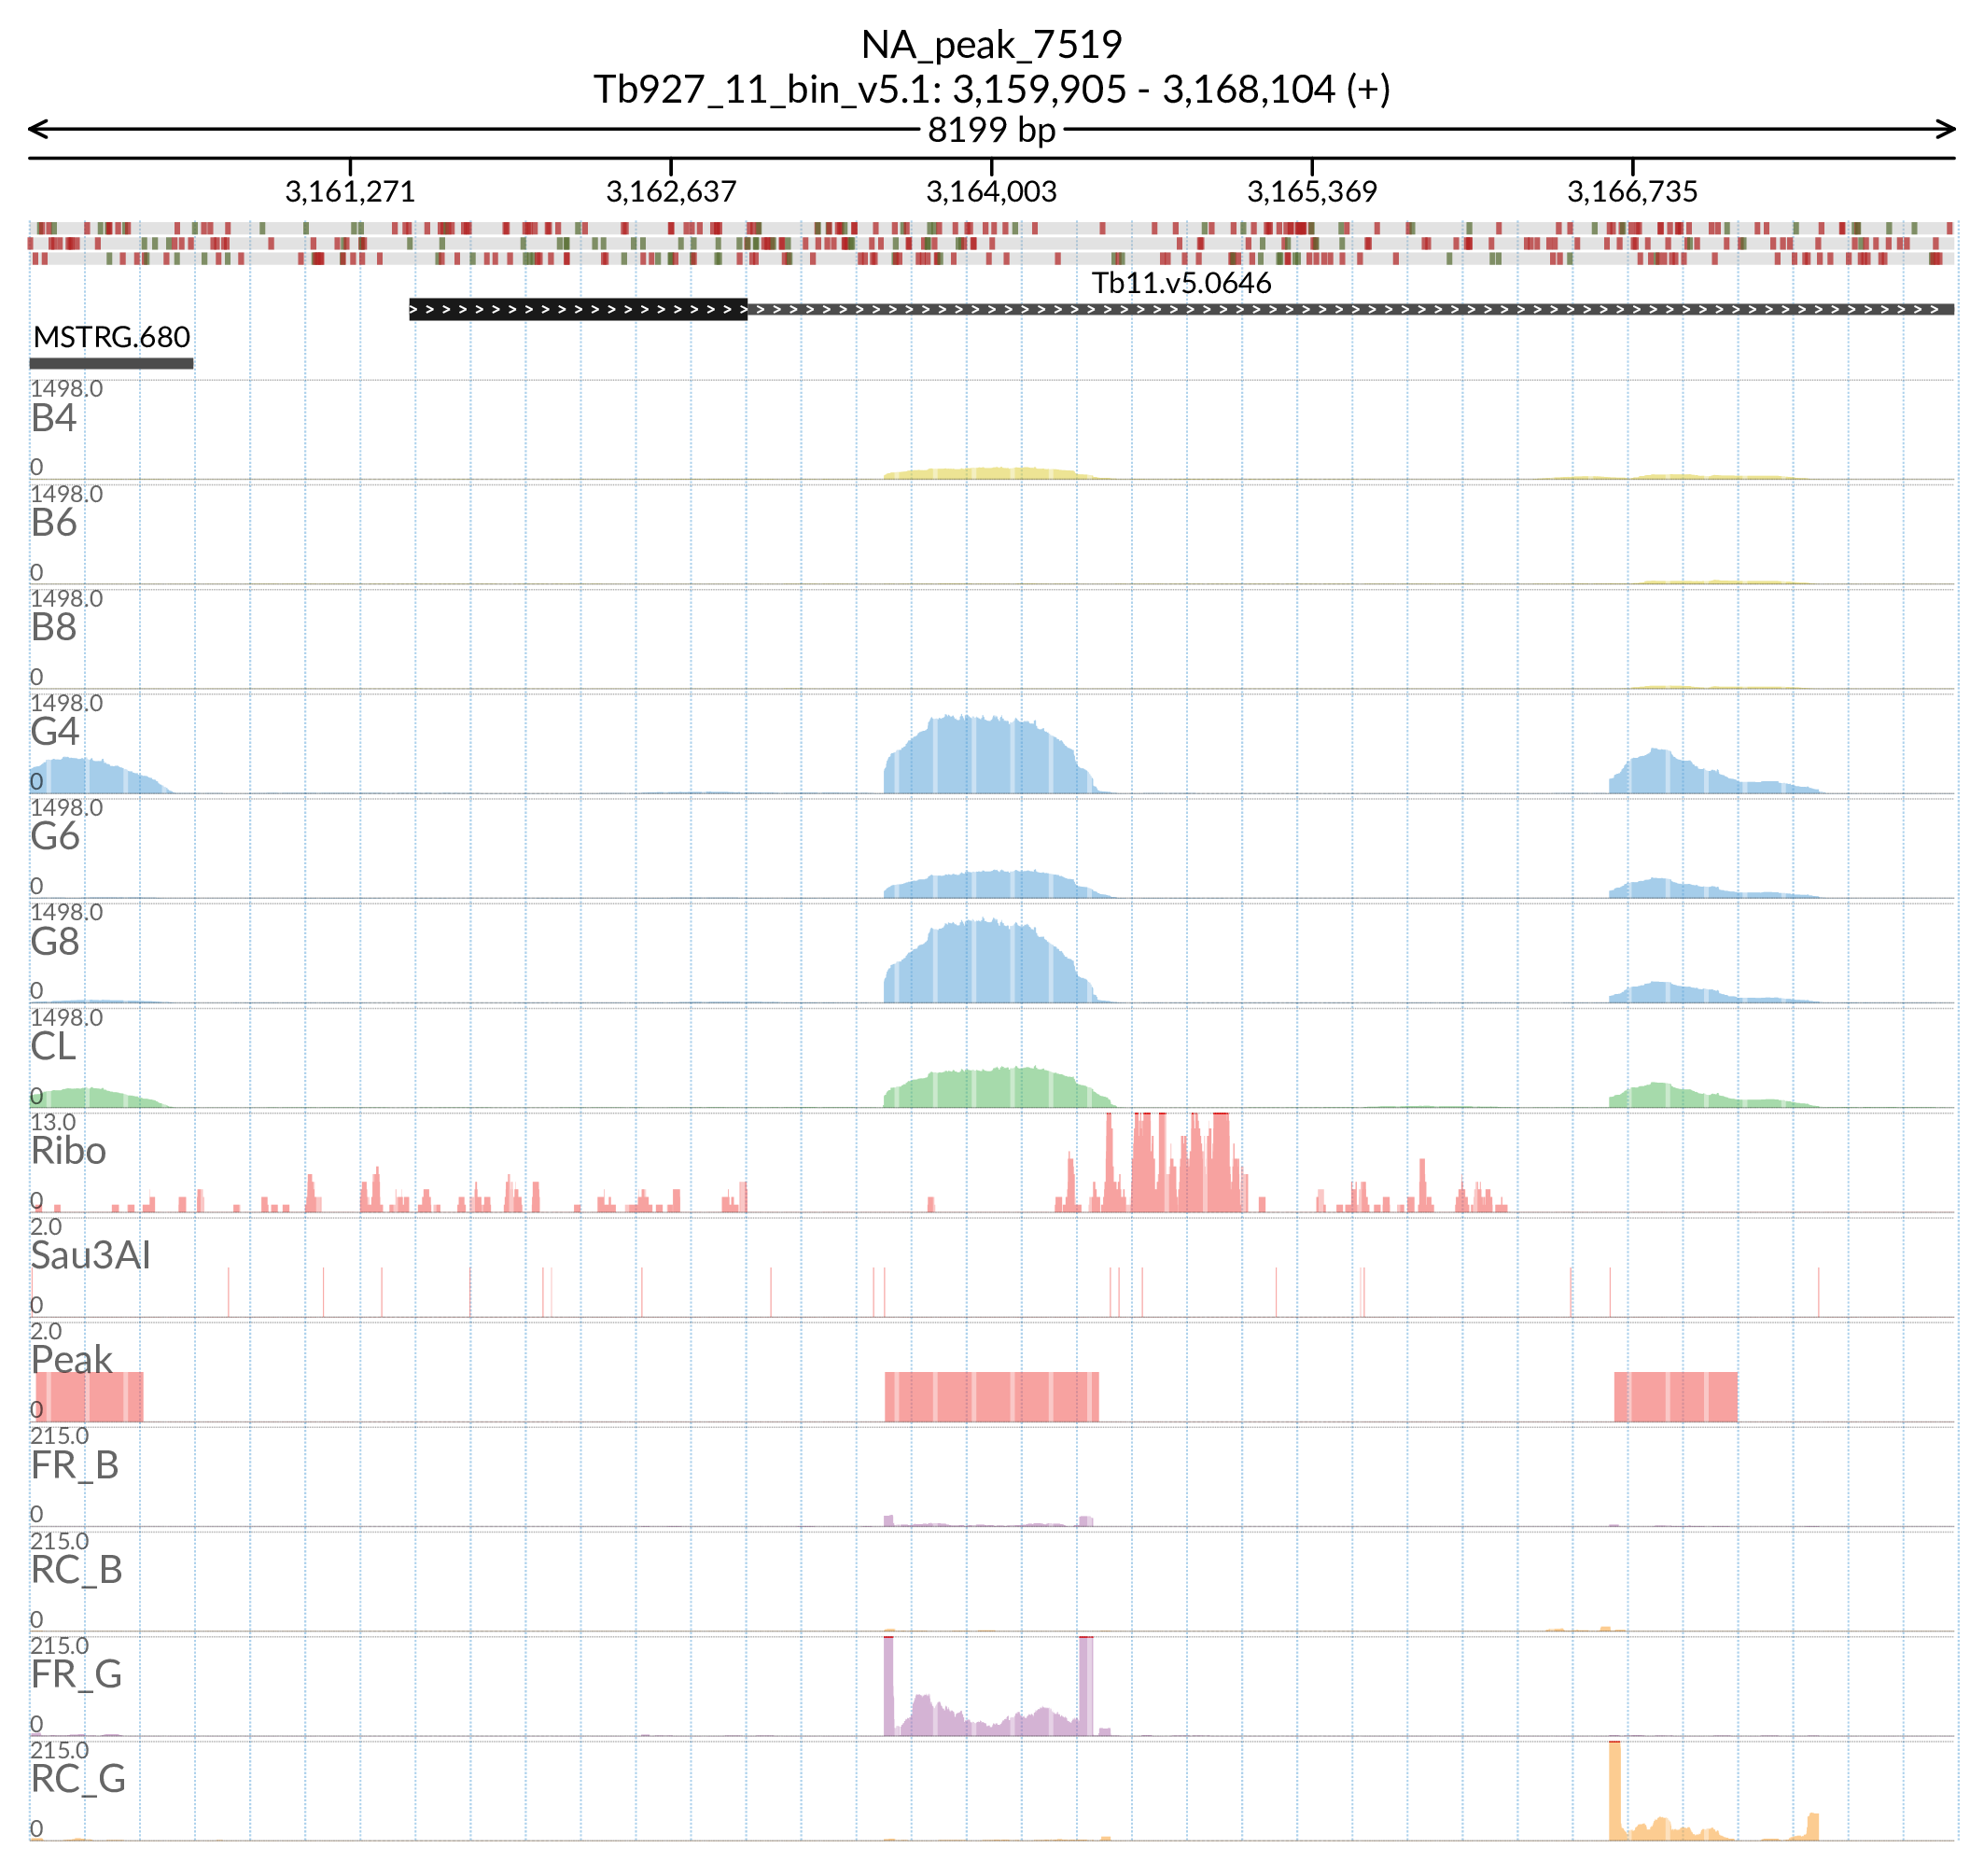 NA_peak_7519
Tb927_11_bin_v5.1: 3,159,905 - 3,168,104 (+)
8199 bp
3,161,271 3,162,637 3,164,003 3,165,369 3,166,735
Tb11.v5.0646
MSTRG.680
1498.0
B4
0
1498.0
B6
0
1498.0
B8
0
1498.0
G4
0
1498.0
G6
0
1498.0
G8
0
1498.0
CL
0
13.0
Ribo
0
2.0
Sau3AI
0
2.0
Peak
0
215.0
FR_B
0
215.0
RC_B
0
215.0
FR_G
0
215.0
RC_G
0